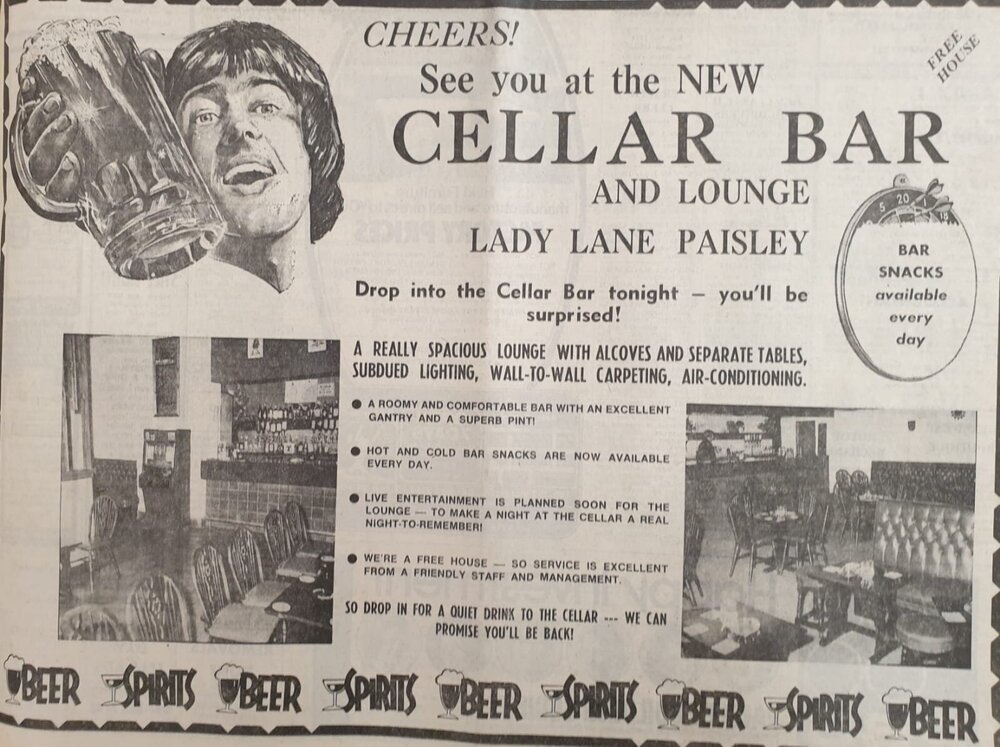 CHEERS!
FREE
HOUSE
See you at the NEW
CELLAR BAR
AND LOUNGE
LADY LANE PAISLEY
5 20
BAR
SNACKS
available
every
day
Drop into the Cellar Bar tonight – you'll be
surprised!
A REALLY SPACIOUS LOUNGE WITH ALCOVES AND SEPARATE TABLES,
SUBDUED LIGHTING, WALL-TO-WALL CARPETING, AIR-CONDITIONING.
● A ROOMY AND COMFORTABLE BAR WITH AN EXCELLENT
GANTRY AND A SUPERB PINT!
● HOT AND COLD BAR SNACKS ARE NOW AVAILABLE
EVERY DAY.
● LIVE ENTERTAINMENT IS PLANNED SOON FOR THE
LOUNGE — TO MAKE A NIGHT AT THE CELLAR A REAL
NIGHT-TO-REMEMBER!
● WE'RE A FREE HOUSE — SO SERVICE IS EXCELLENT
FROM A FRIENDLY STAFF AND MANAGEMENT.
SO DROP IN FOR A QUIET DRINK TO THE CELLAR --- WE CAN
PROMISE YOU'LL BE BACK!
BEER SPIRITS BEER SPIRITS BEER SPIRITS BEER SPIRITS BEER